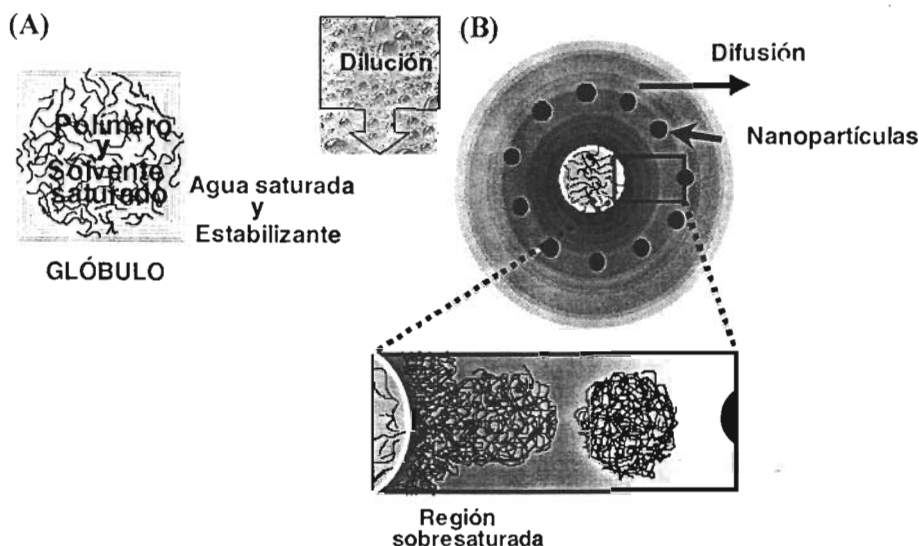 (A)
Polímero
y
Solvente
saturado
Agua saturada
y
Estabilizante
GLÓBULO
Dilución
(B)
Difusión
Nanopartículas
Región
sobresaturada